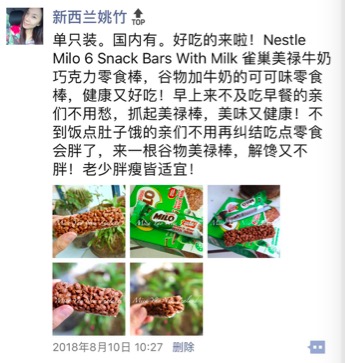 新西兰姚竹 TOP
单只装。国内有。好吃的来啦！Nestle
Milo 6 Snack Bars With Milk 雀巢美禄牛奶
巧克力零食棒，谷物加牛奶的可可味零食
棒，健康又好吃！早上来不及吃早餐的亲
们不用愁，抓起美禄棒，美味又健康！不
到饭点肚子饿的亲们不用再纠结吃点零食
会胖了，来一根谷物美禄棒，解馋又不
胖！老少胖瘦皆适宜！
MILO
2018年8月10日 10:27 删除